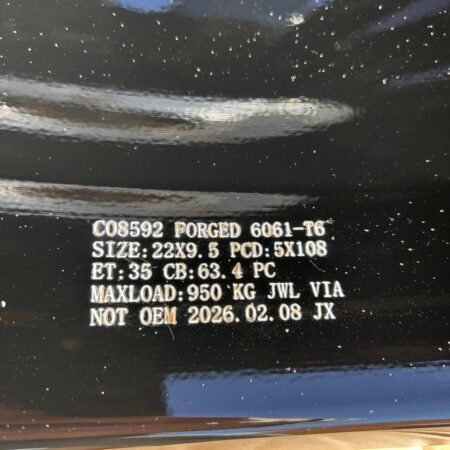 C08592 FORGED 6061-T6
SIZE:22X9.5 PCD:5X108
ET:35 CB:63.4 PC
MAXLOAD:950 KG JWL VIA
NOT OEM 2026.02.08 JX